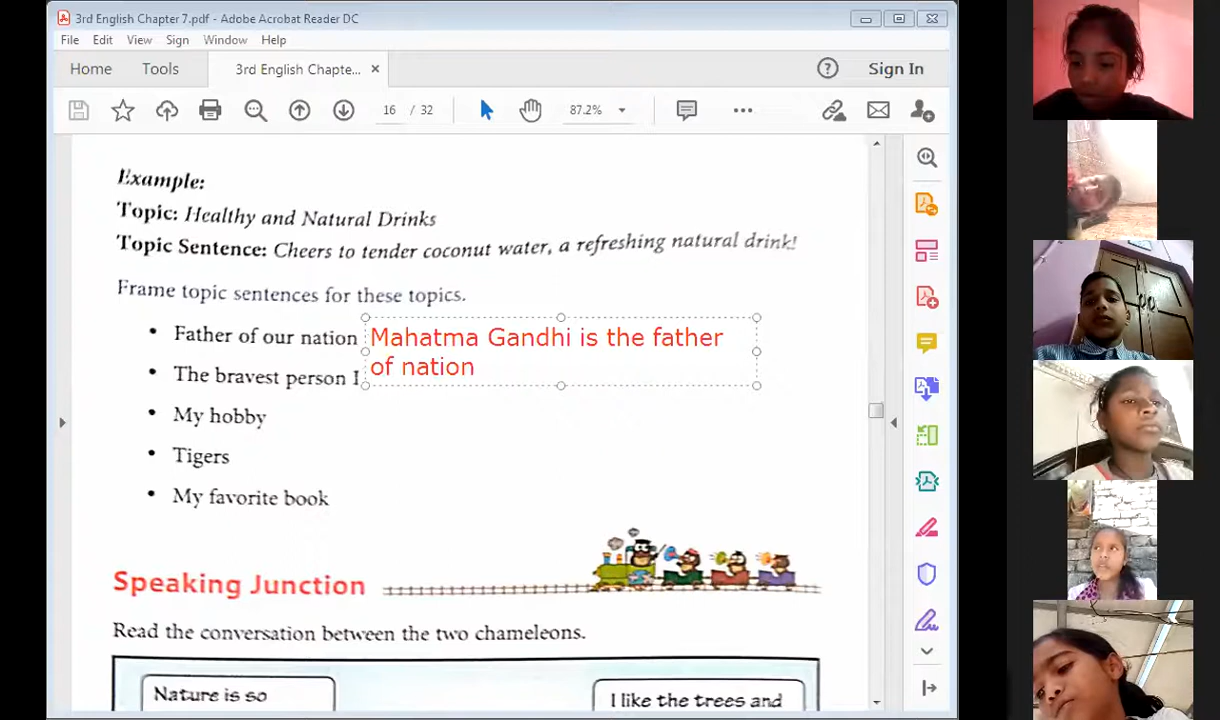 3rd English Chapter 7.pdf - Adobe Acrobat Reader DC
File Edit View Sign Window Help
Home Tools 3rd English Chapte... × ? Sign In
16 / 32 87.2%
Example:
Topic: Healthy and Natural Drinks
Topic Sentence: Cheers to tender coconut water, a refreshing natural drink!
Frame topic sentences for these topics.
• Father of our nation Mahatma Gandhi is the father
of nation
• The bravest person I
• My hobby
• Tigers
• My favorite book
Speaking Junction
Read the conversation between the two chameleons.
Nature is so
I like the trees and